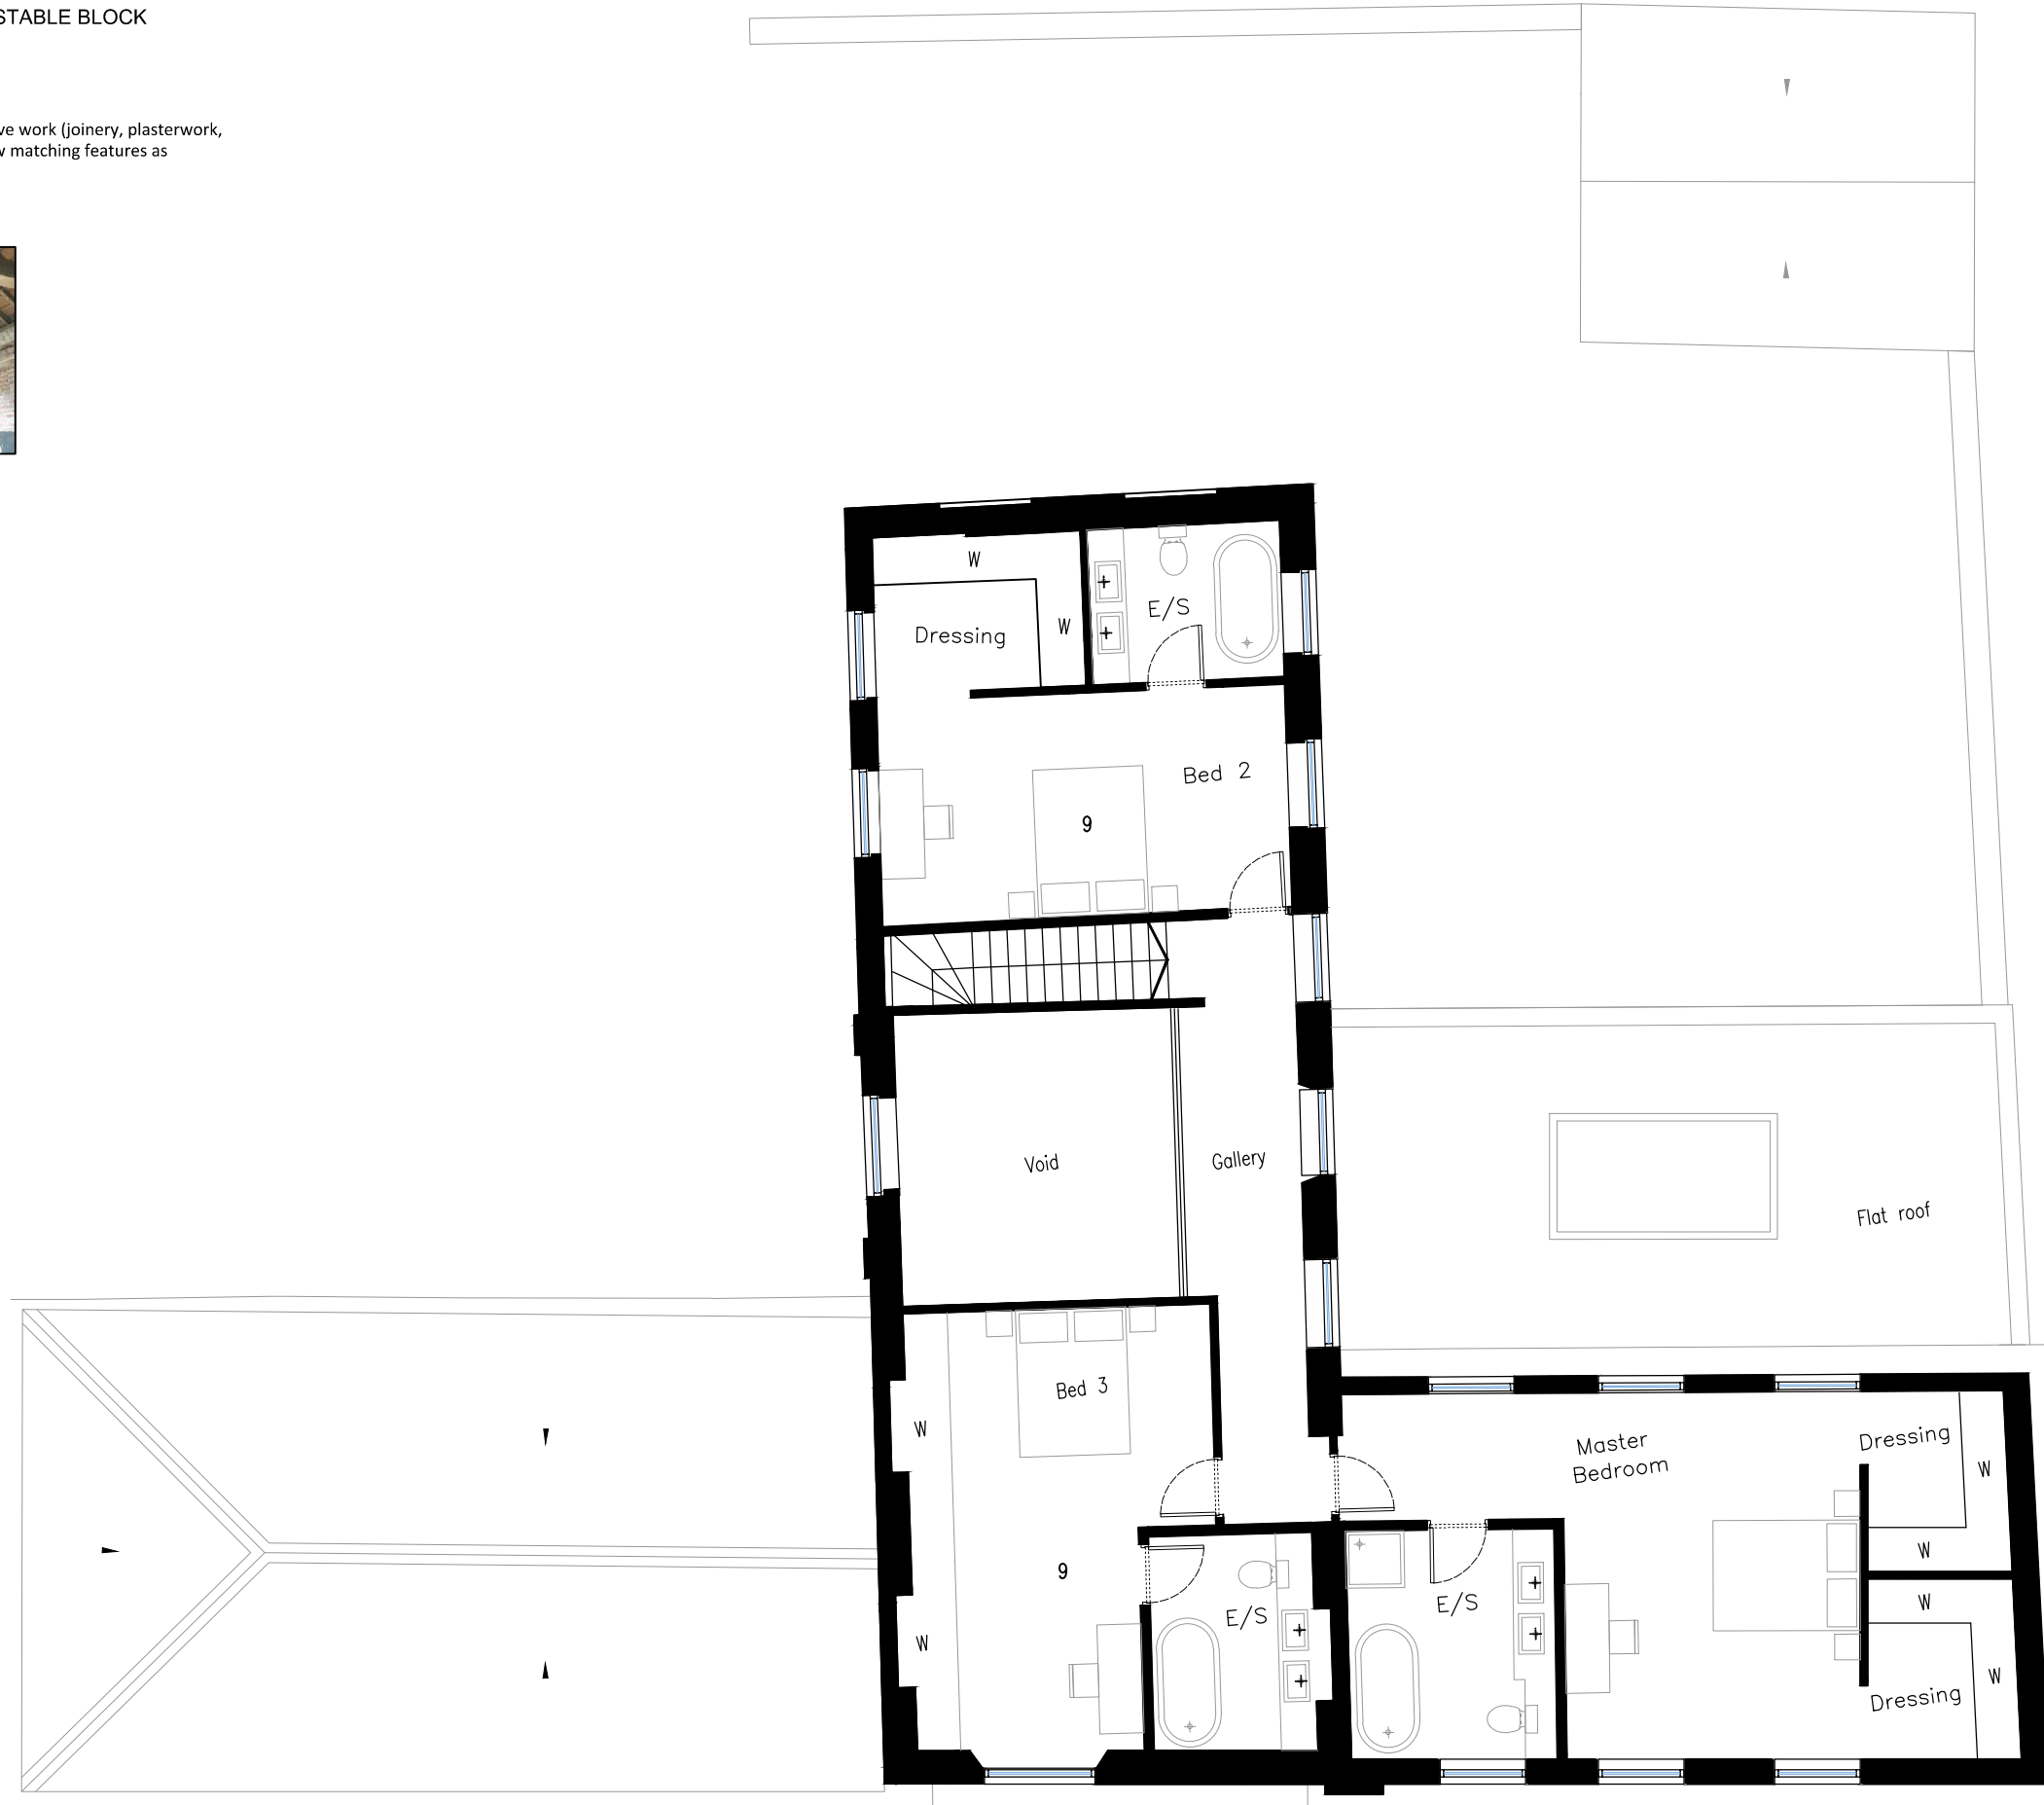 STABLE BLOCK
ve work (joinery, plasterwork,
w matching features as
W
W
Dressing
E/S
Bed 2
9
Void
Gallery
Flat roof
Bed 3
W
W
9
E/S
E/S
Master
Bedroom
Dressing
W
W
W
W
Dressing